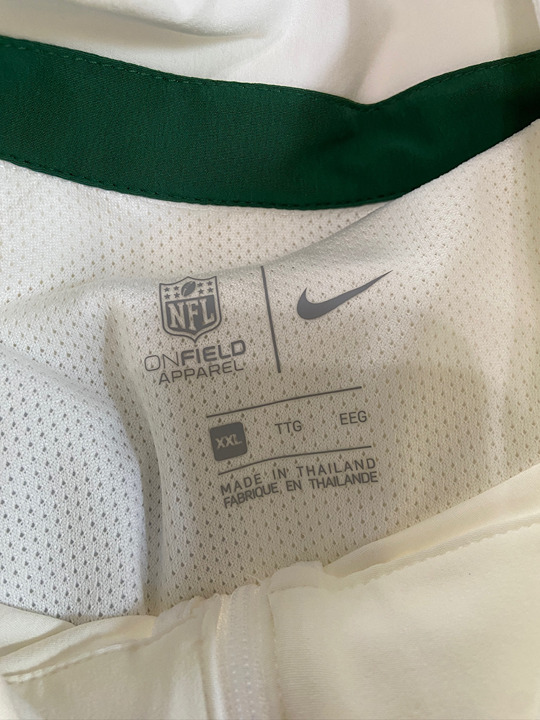 NFL
ONFIELD
APPAREL
XXL TTG EEG
MADE IN THAILAND
FABRIQUE, EN THAILANDE